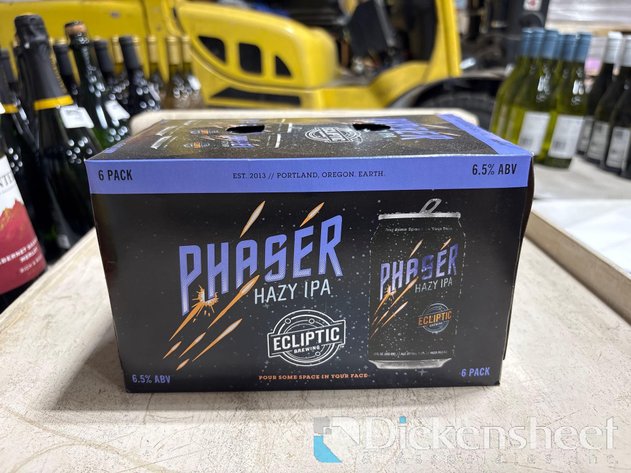 6 PACK
EST. 2013 // PORTLAND, OREGON. EARTH.
6.5% ABV
PHASER
HAZY IPA
ECLIPTIC
BREWING
PHASER
HAZY IPA
ECLIPTIC
BREWING
6.5% ABV
POUR SOME SPACE IN YOUR FACE
6 PACK
Dickensheet